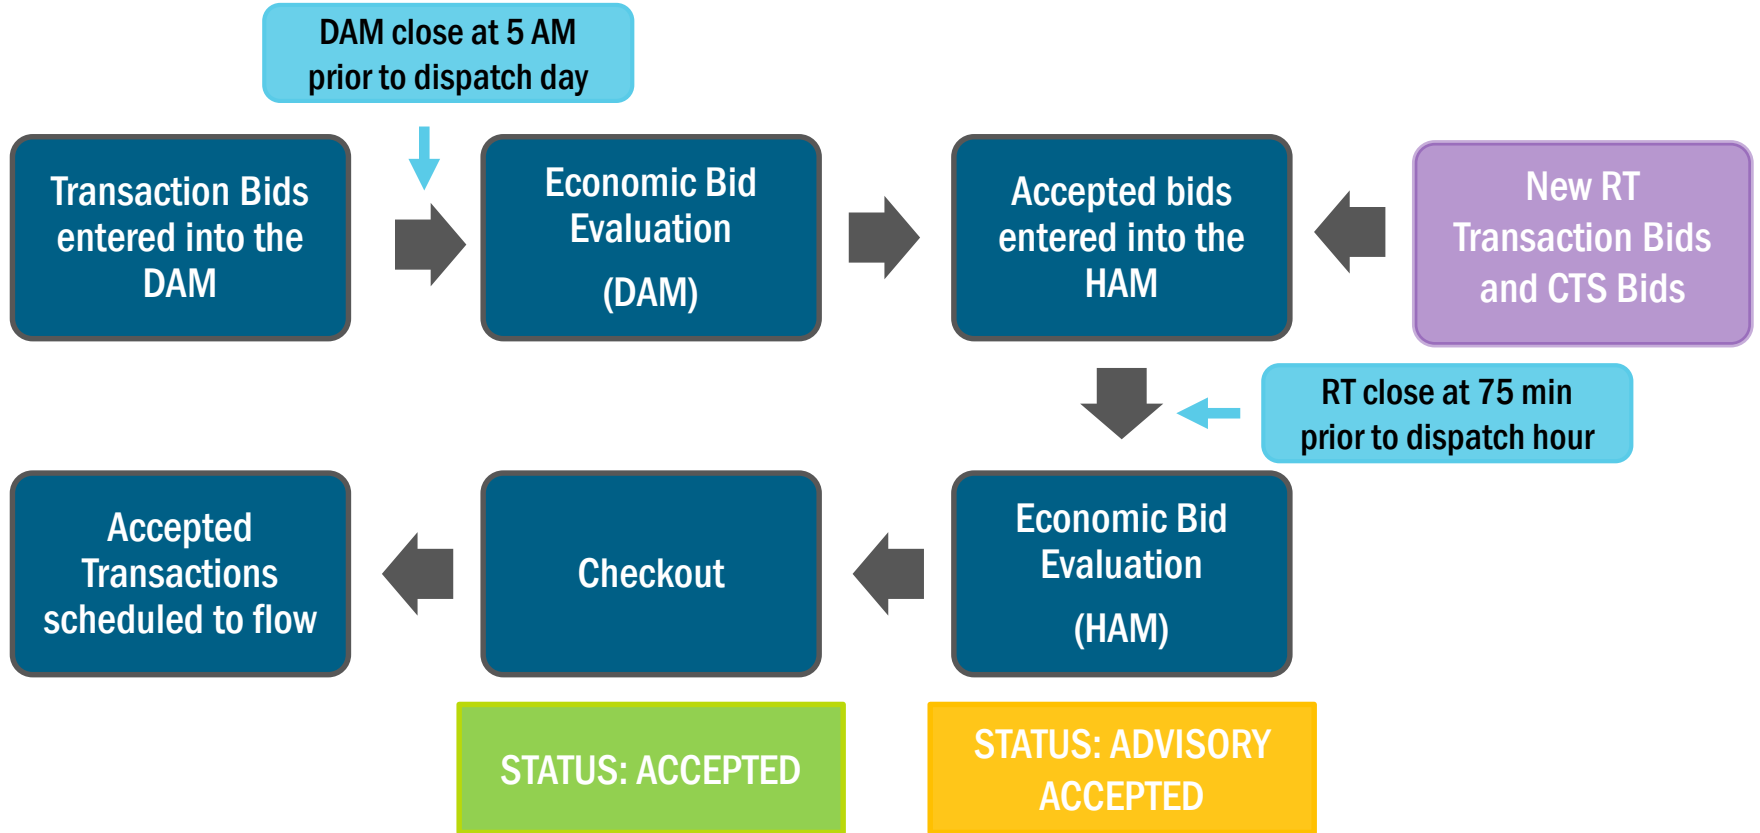 DAM close at 5 AM
prior to dispatch day
Transaction Bids
entered into the
DAM
Economic Bid
Evaluation
(DAM)
Accepted bids
entered into the
HAM
New RT
Transaction Bids
and CTS Bids
RT close at 75 min
prior to dispatch hour
Accepted
Transactions
scheduled to flow
Checkout
Economic Bid
Evaluation
(HAM)
STATUS: ACCEPTED
STATUS: ADVISORY
ACCEPTED